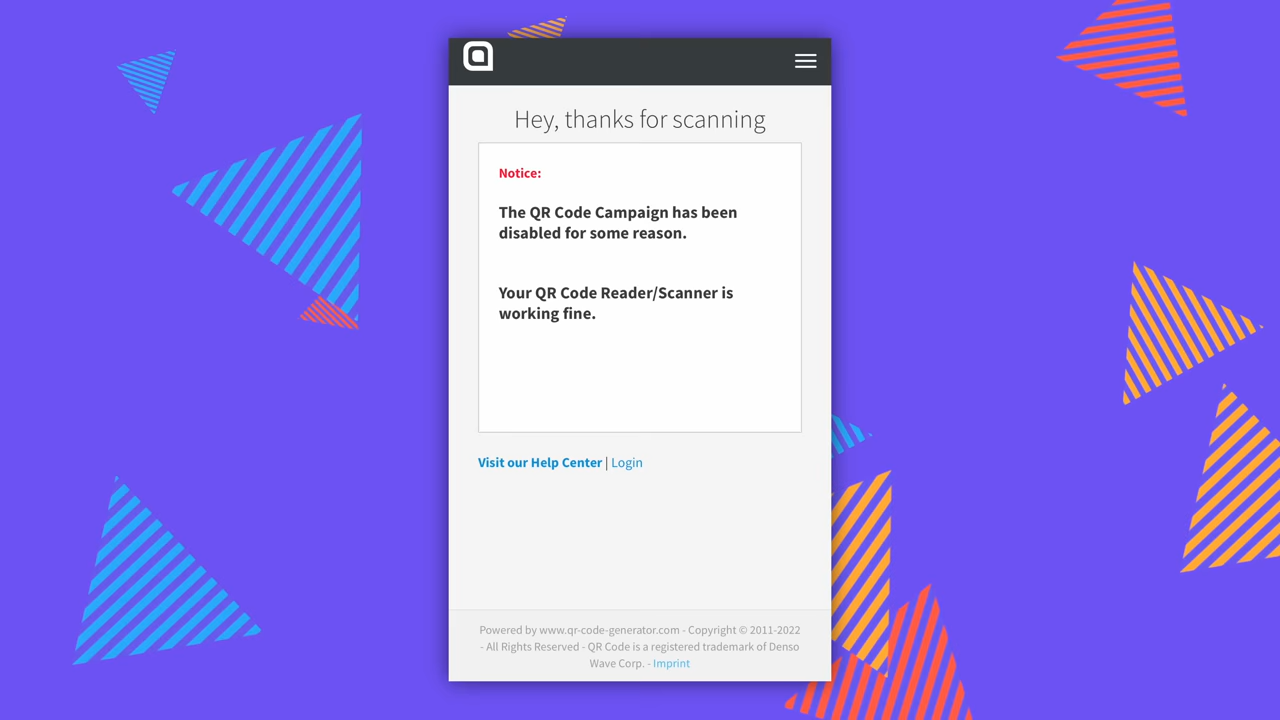 Hey, thanks for scanning
Notice:
The QR Code Campaign has been
disabled for some reason.
Your QR Code Reader/Scanner is
working fine.
Visit our Help Center | Login
Powered by www.qr-code-generator.com - Copyright © 2011-2022
- All Rights Reserved - QR Code is a registered trademark of Denso
Wave Corp. - Imprint